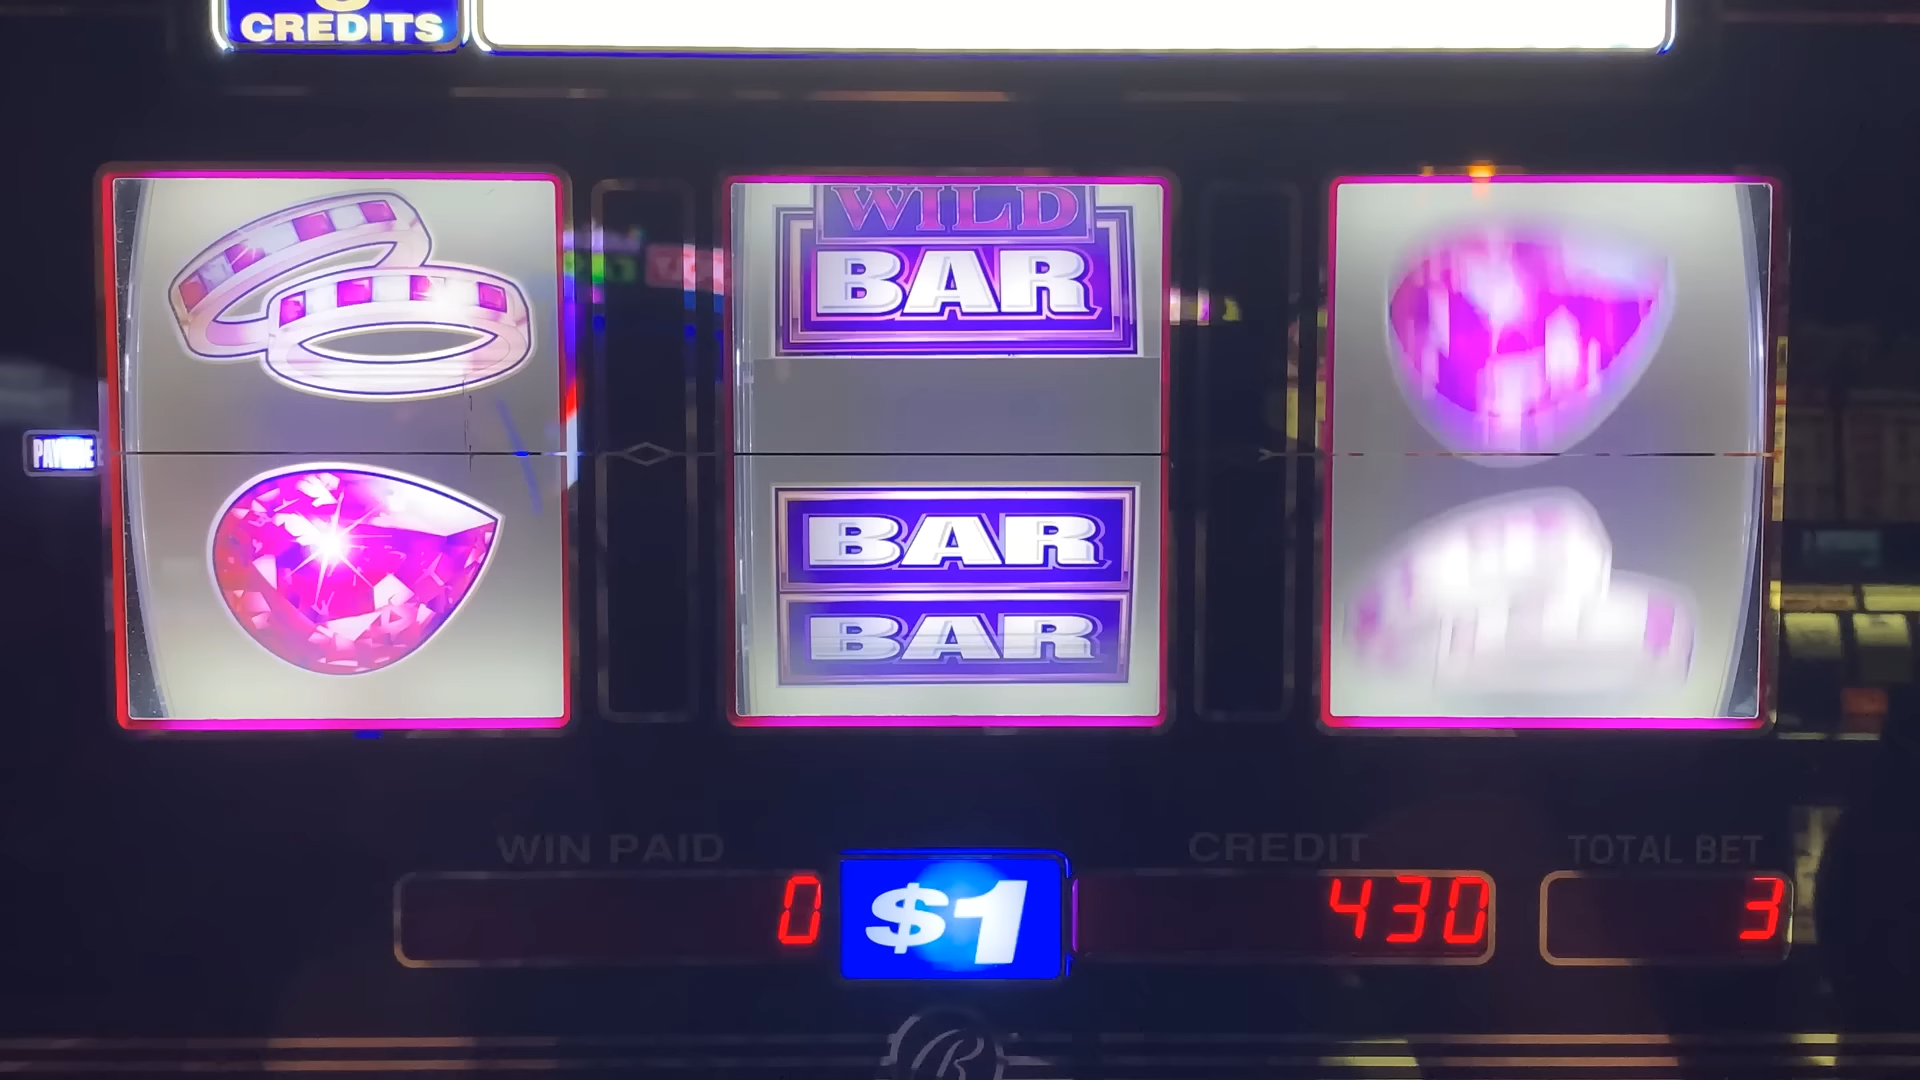 CREDITS
WILD
BAR
BAR
BAR
WIN PAID
CREDIT
TOTAL BET
0
$1
430
3